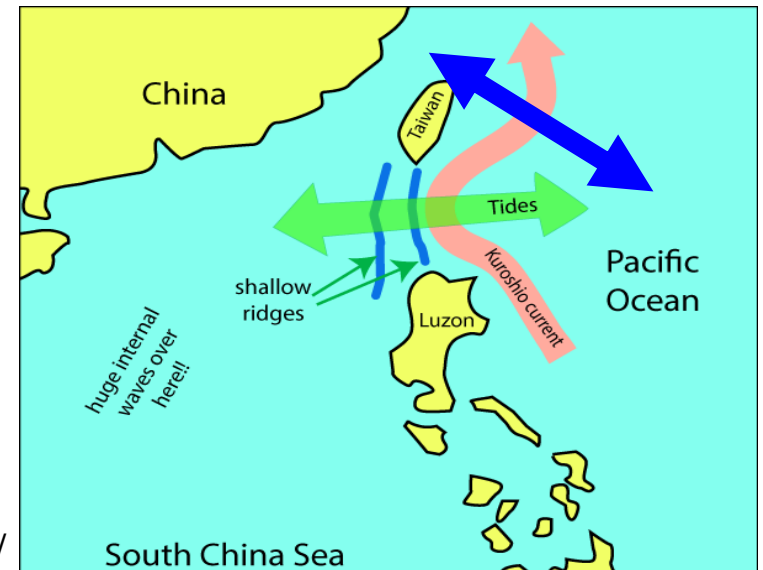 China
Taiwan
Tides
Kuroshio current
Pacific
Ocean
shallow
ridges
Luzon
huge internal
waves over
here!!
/
South China Sea